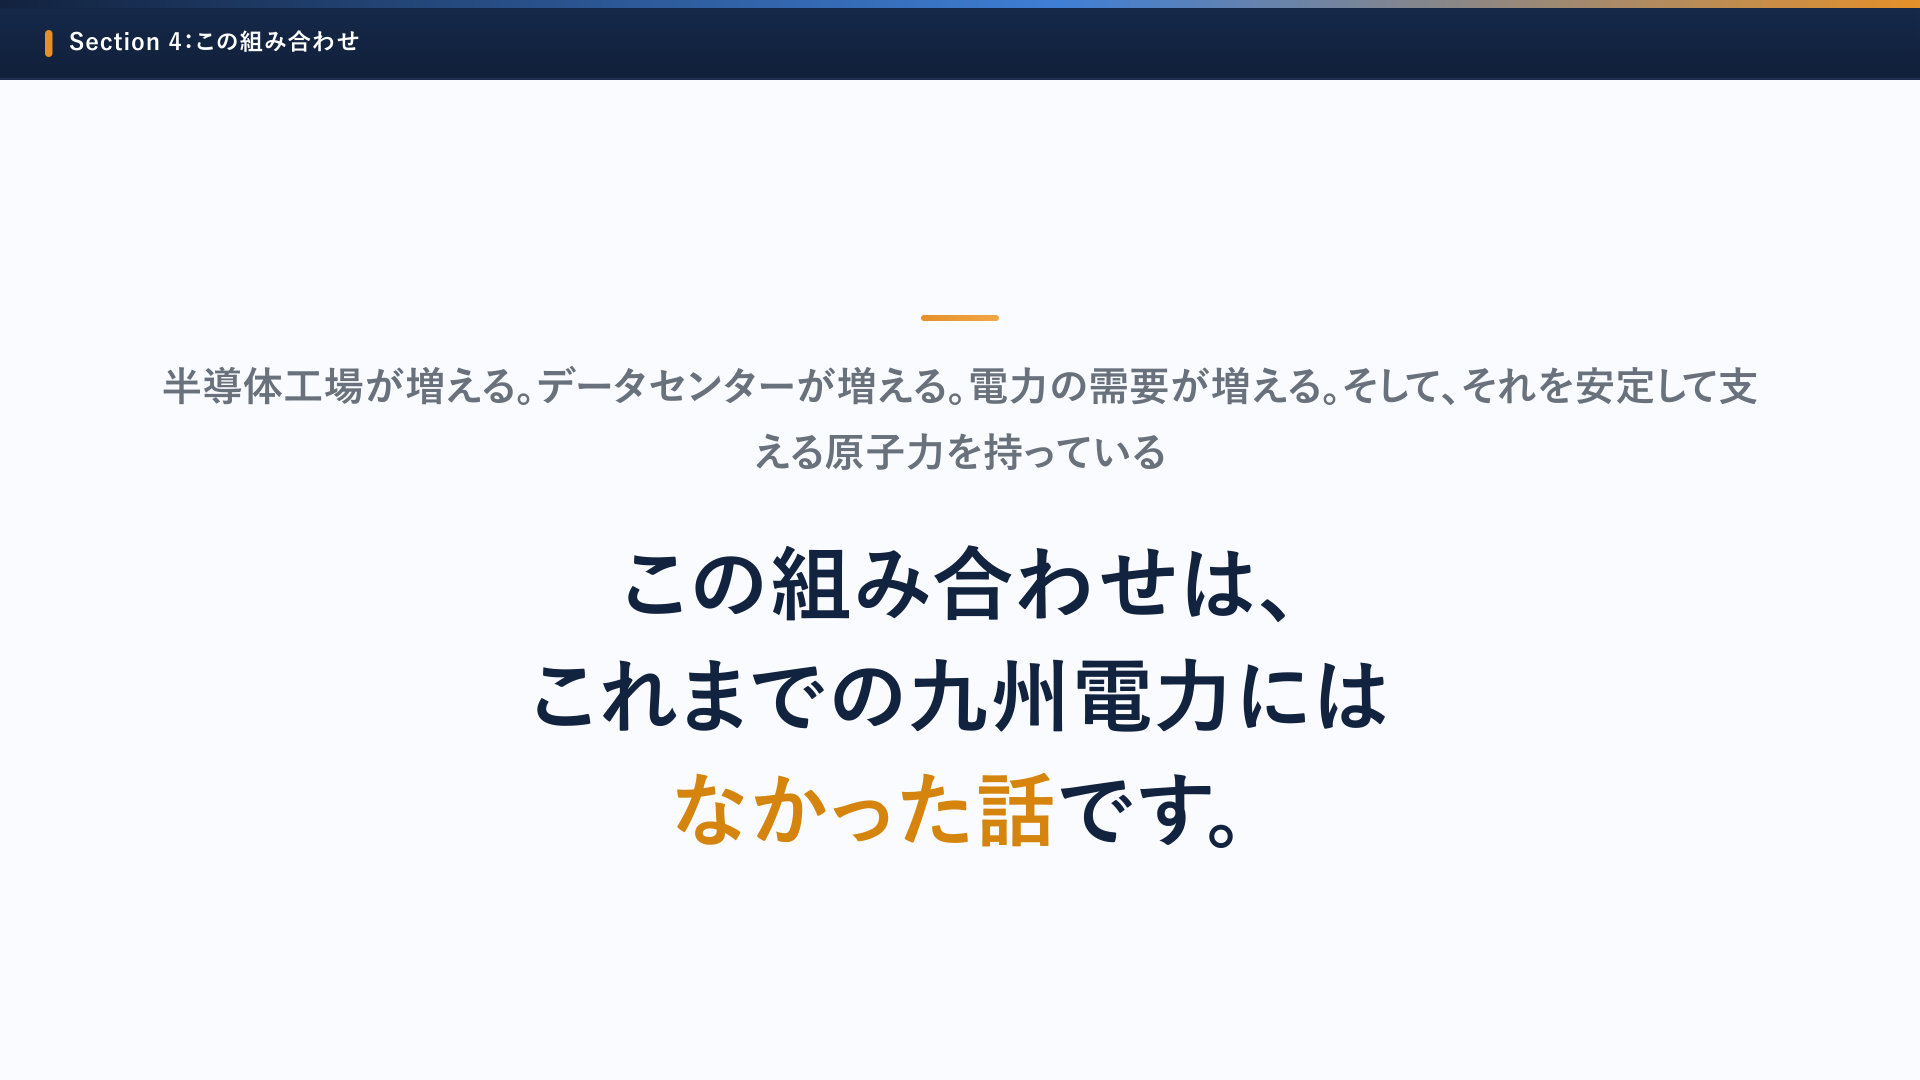 Section 4：この組み合わせ
半導体工場が増える。データセンターが増える。電力の需要が増える。そして、それを安定して支
える原子力を持っている
この組み合わせは、
これまでの九州電力には
なかった話です。